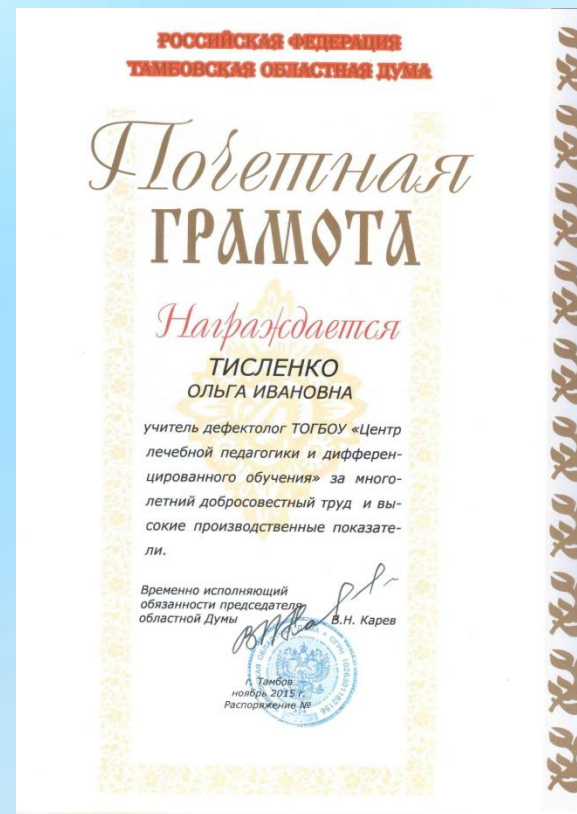 РОССИЙСКАЯ ФЕДЕРАЦИЯ
ТАМБОВСКАЯ ОБЛАСТНАЯ ДУМА
Почетная
ГРАМОТА
Награждается
ТИСЛЕНКО
ОЛЬГА ИВАНОВНА
учитель дефектолог ТОГБОУ «Центр
лечебной педагогики и дифферен-
цированного обучения» за много-
летний добросовестный труд и вы-
сокие производственные показате-
ли.
Временно исполняющий
обязанности председателя
областной Думы В.Н. Карев
г. Тамбов
ноябрь 2015 г.
Распоряжение №